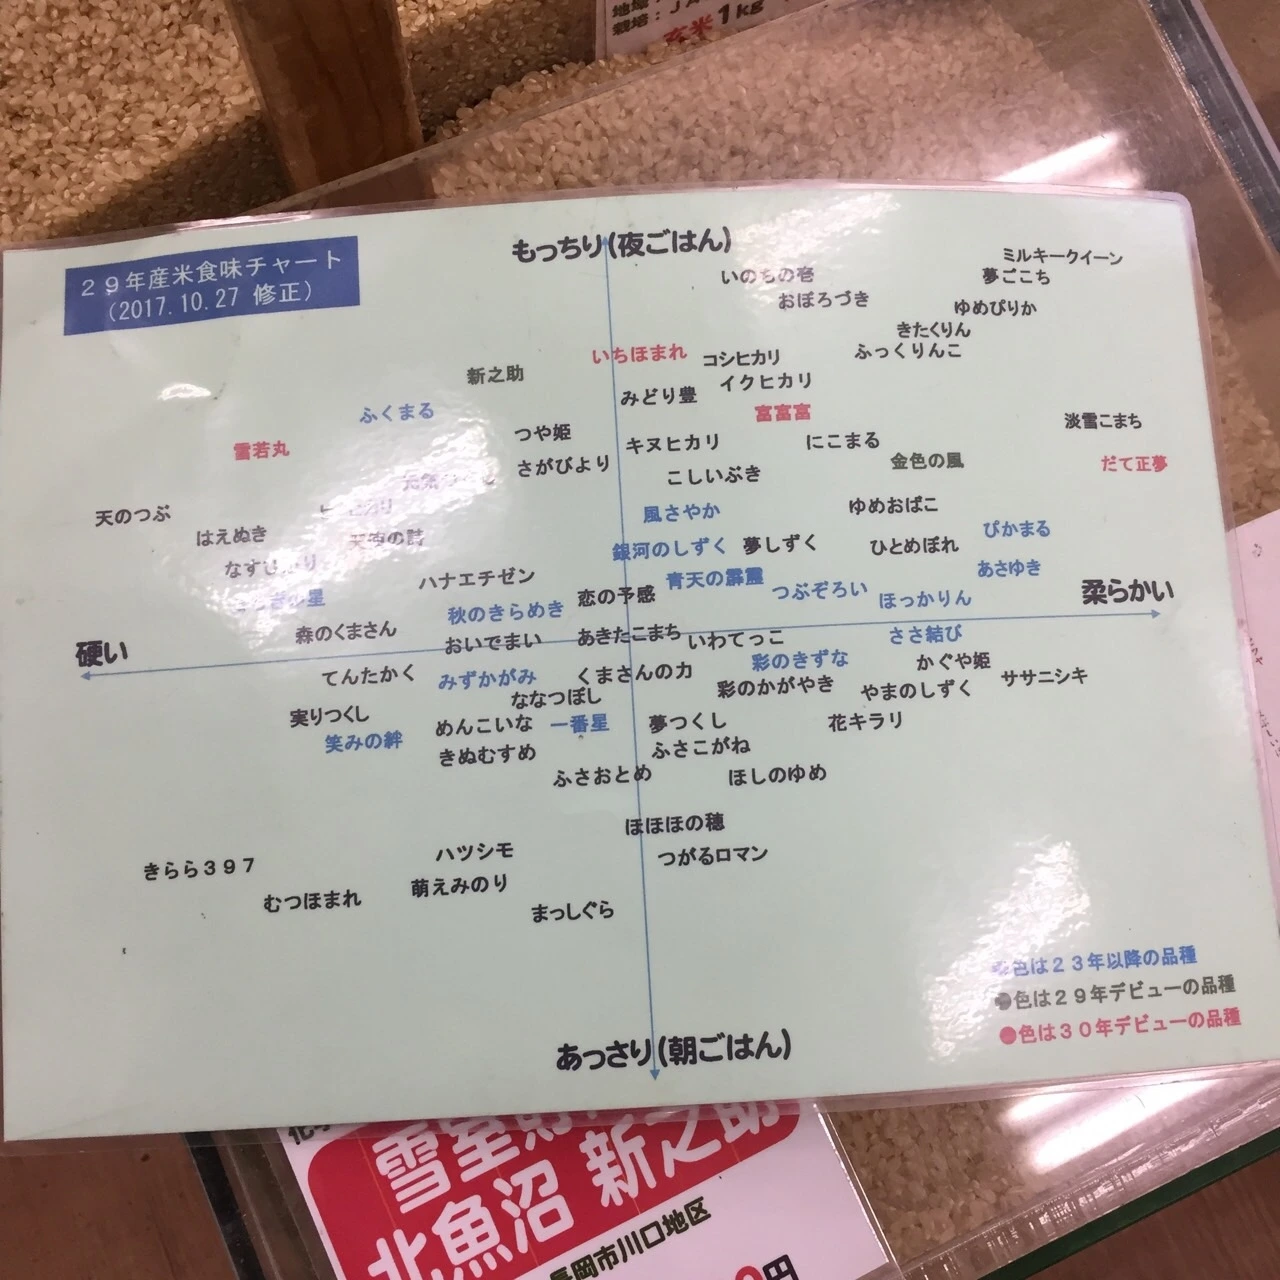 栽培：ＪＡ
玄米1kg
２９年産米食味チャート
（2017.10.27 修正）
もっちり（夜ごはん）
ミルキークイーン
いのちの壱
夢ごこち
おぼろづき
ゆめぴりか
きたくりん
いちほまれ
コシヒカリ
ふっくりんこ
新之助
イクヒカリ
みどり豊
ふくまる
富富富
淡雪こまち
つや姫
キヌヒカリ
にこまる
雪若丸
さがびより
こしいぶき
金色の風
だて正夢
天のつぶ
風さやか
ゆめおばこ
はえぬき
天使の詩
銀河のしずく
夢しずく
ひとめぼれ
ぴかまる
ハナエチゼン
青天の霹靂
つぶぞろい
あさゆき
秋のきらめき
恋の予感
ほっかりん
柔らかい
硬い
森のくまさん
おいでまい
あきたこまち
いわてっこ
ささ結び
てんたかく
みずかがみ
くまさんの力
彩のきずな
かぐや姫
ササニシキ
ななつぼし
彩のかがやき
やまのしずく
実りつくし
めんこいな
一番星
夢つくし
花キラリ
笑みの絆
きぬむすめ
ふさこがね
ふさおとめ
ほしのゆめ
ほほほの穂
きらら３９７
ハツシモ
つがるロマン
むつほまれ
萌えみのり
まっしぐら
色は２３年以降の品種
●色は２９年デビューの品種
●色は３０年デビューの品種
あっさり（朝ごはん）
北魚沼 新之助
長岡市川口地区
円